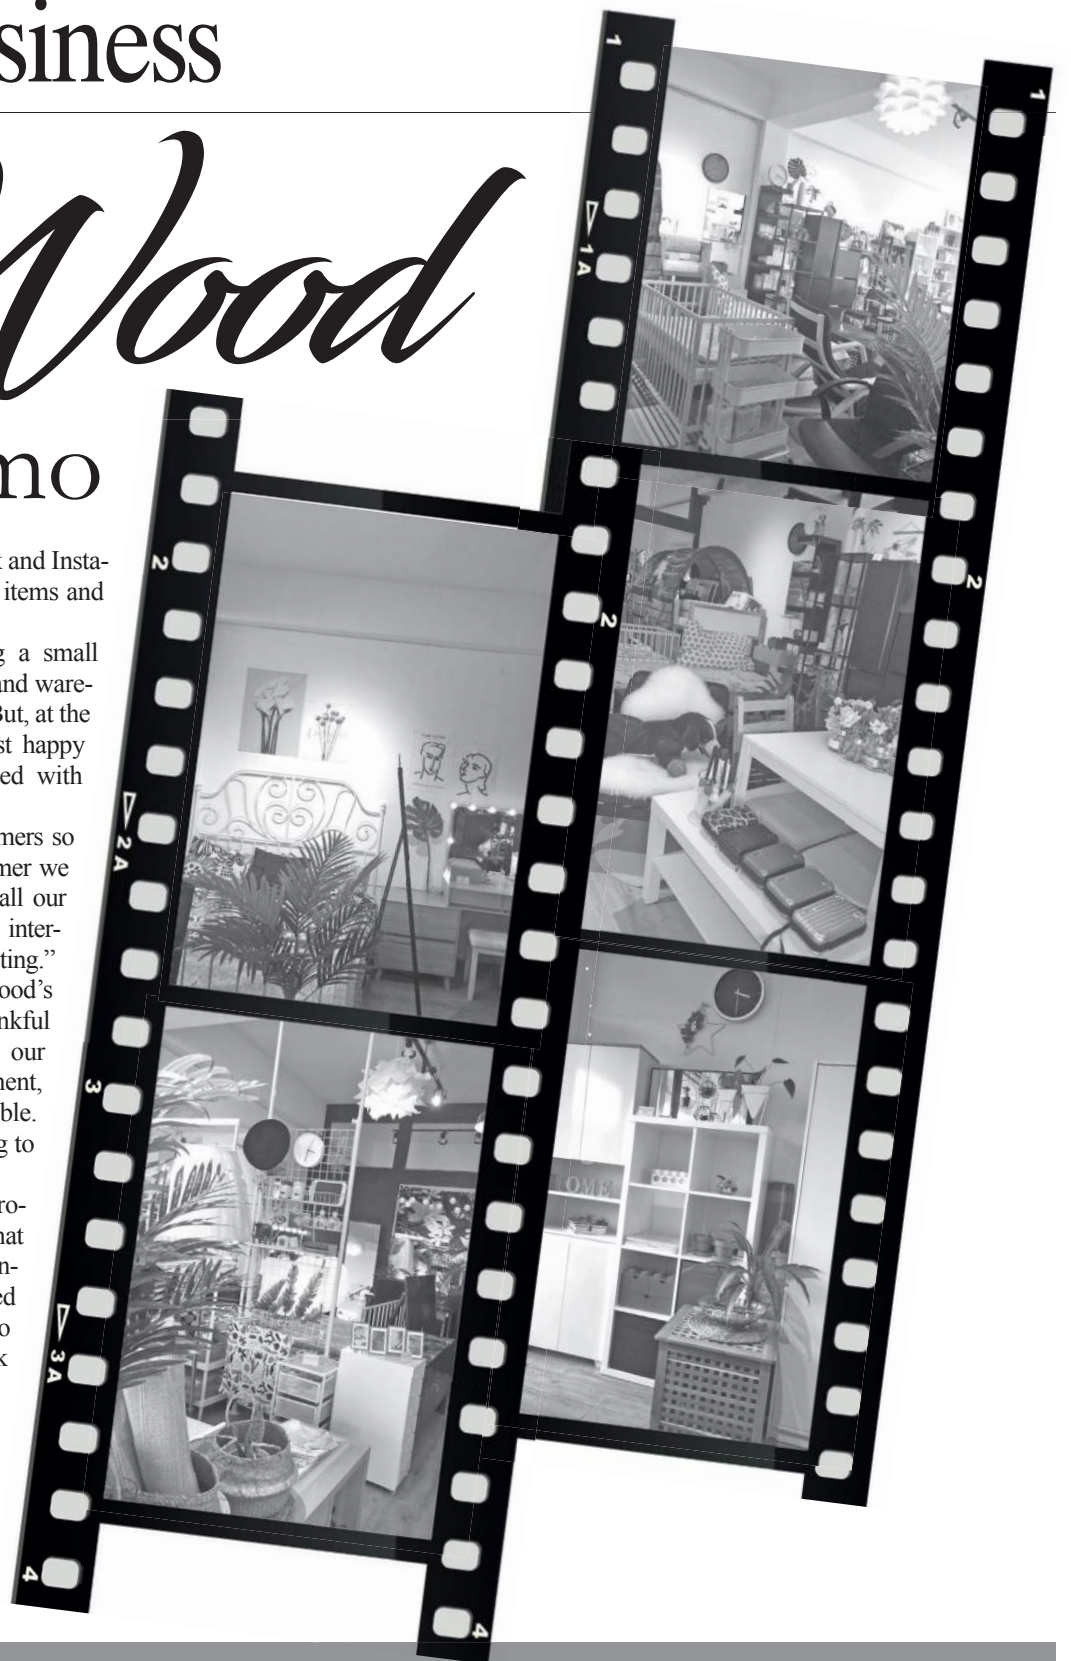 siness
Wood
mo
k and Insta-
items and
g a small
and ware-
But, at the
st happy
ed with
mers so
mer we
all our
inter-
ting.”
ood’s
nkful
our
nent,
ble.
g to
ro-
hat
n-
ed
o
k
1
1
1A
2
2
2
2A
HOME
3
3A
4
4